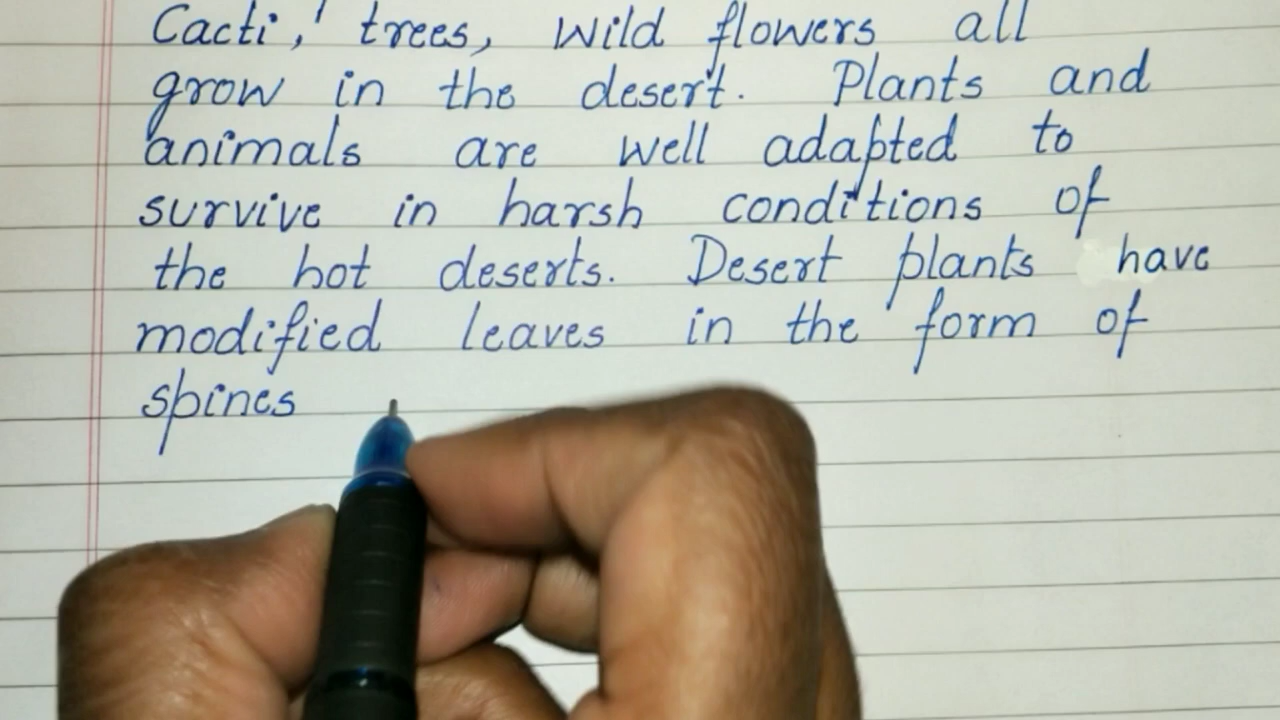 Cacti, trees, wild flowers all
grow in the desert. Plants and
animals are well adapted to
survive in harsh conditions of
the hot deserts. Desert plants have
modified leaves in the form of
spines